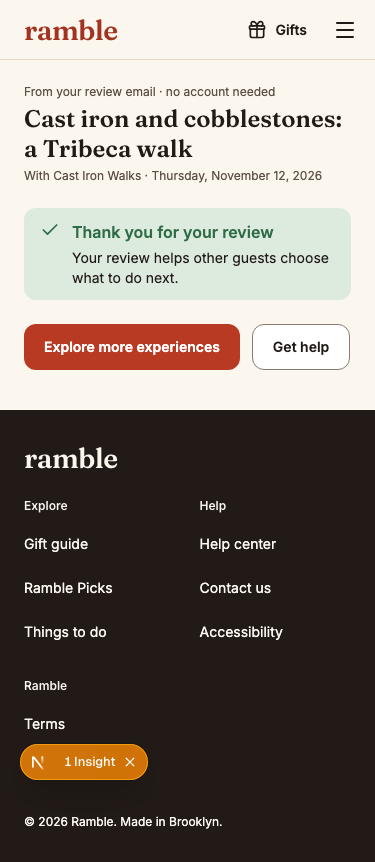 ramble
Gifts
From your review email · no account needed
Cast iron and cobblestones:
a Tribeca walk
With Cast Iron Walks · Thursday, November 12, 2026
Thank you for your review
Your review helps other guests choose
what to do next.
Explore more experiences
Get help
ramble
Explore
Help
Gift guide
Help center
Ramble Picks
Contact us
Things to do
Accessibility
Ramble
Terms
N
1 Insight
© 2026 Ramble. Made in Brooklyn.